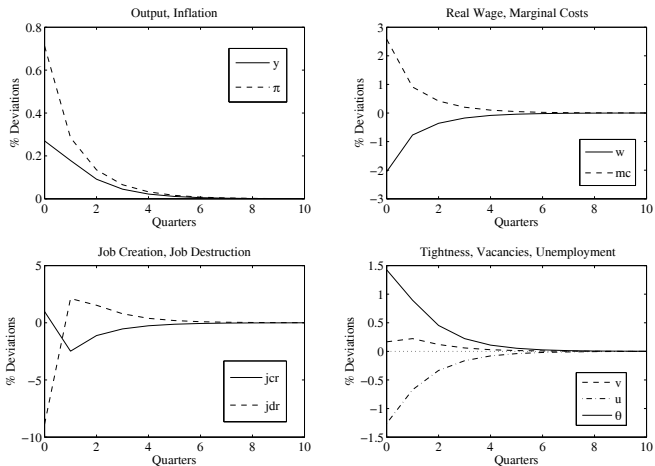 Output, Inflation
% Deviations
0.8
0.6
0.4
0.2
0
y
π
0 2 4 6 8 10
Quarters
Real Wage, Marginal Costs
% Deviations
3
2
1
0
−1
−2
−3
w
mc
0 2 4 6 8 10
Quarters
Job Creation, Job Destruction
% Deviations
5
0
−5
−10
jcr
jdr
0 2 4 6 8 10
Quarters
Tightness, Vacancies, Unemployment
% Deviations
1.5
1
0.5
0
−0.5
−1
−1.5
v
u
θ
0 2 4 6 8 10
Quarters